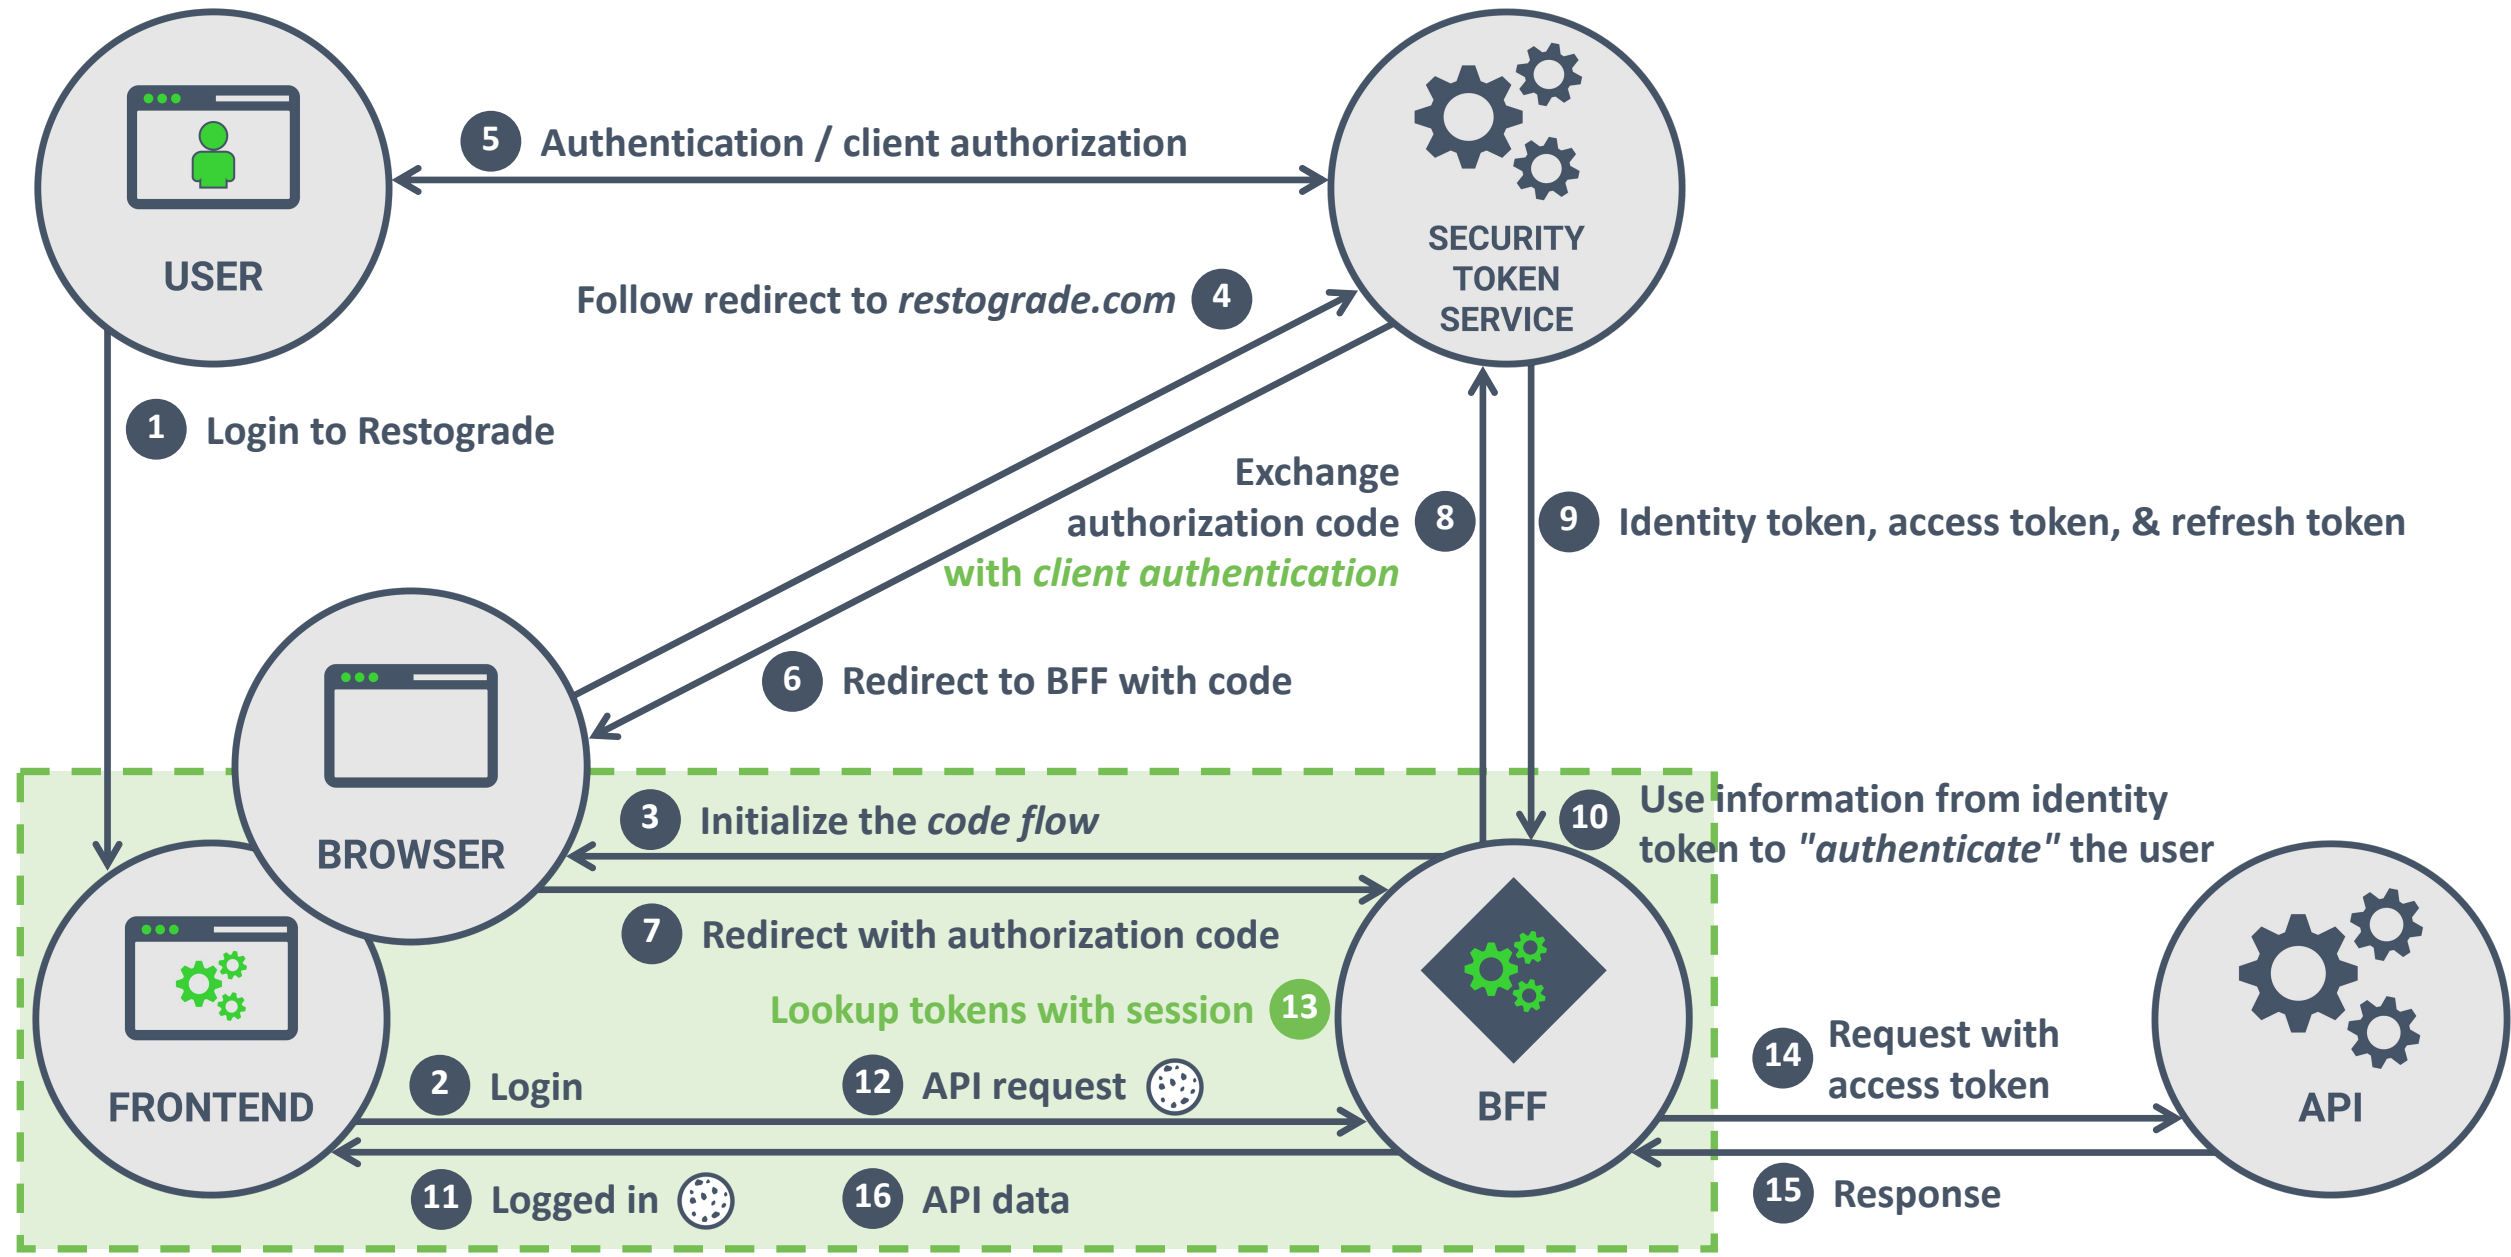 USER
SECURITY
TOKEN
SERVICE
5 Authentication / client authorization
Follow redirect to restograde.com 4
1 Login to Restograde
Exchange
authorization code
with client authentication
8
9 Identity token, access token, & refresh token
6 Redirect to BFF with code
BROWSER
3 Initialize the code flow
10 Use information from identity
token to "authenticate" the user
7 Redirect with authorization code
Lookup tokens with session 13
FRONTEND
2 Login
12 API request
BFF
14 Request with
access token
API
11 Logged in
16 API data
15 Response